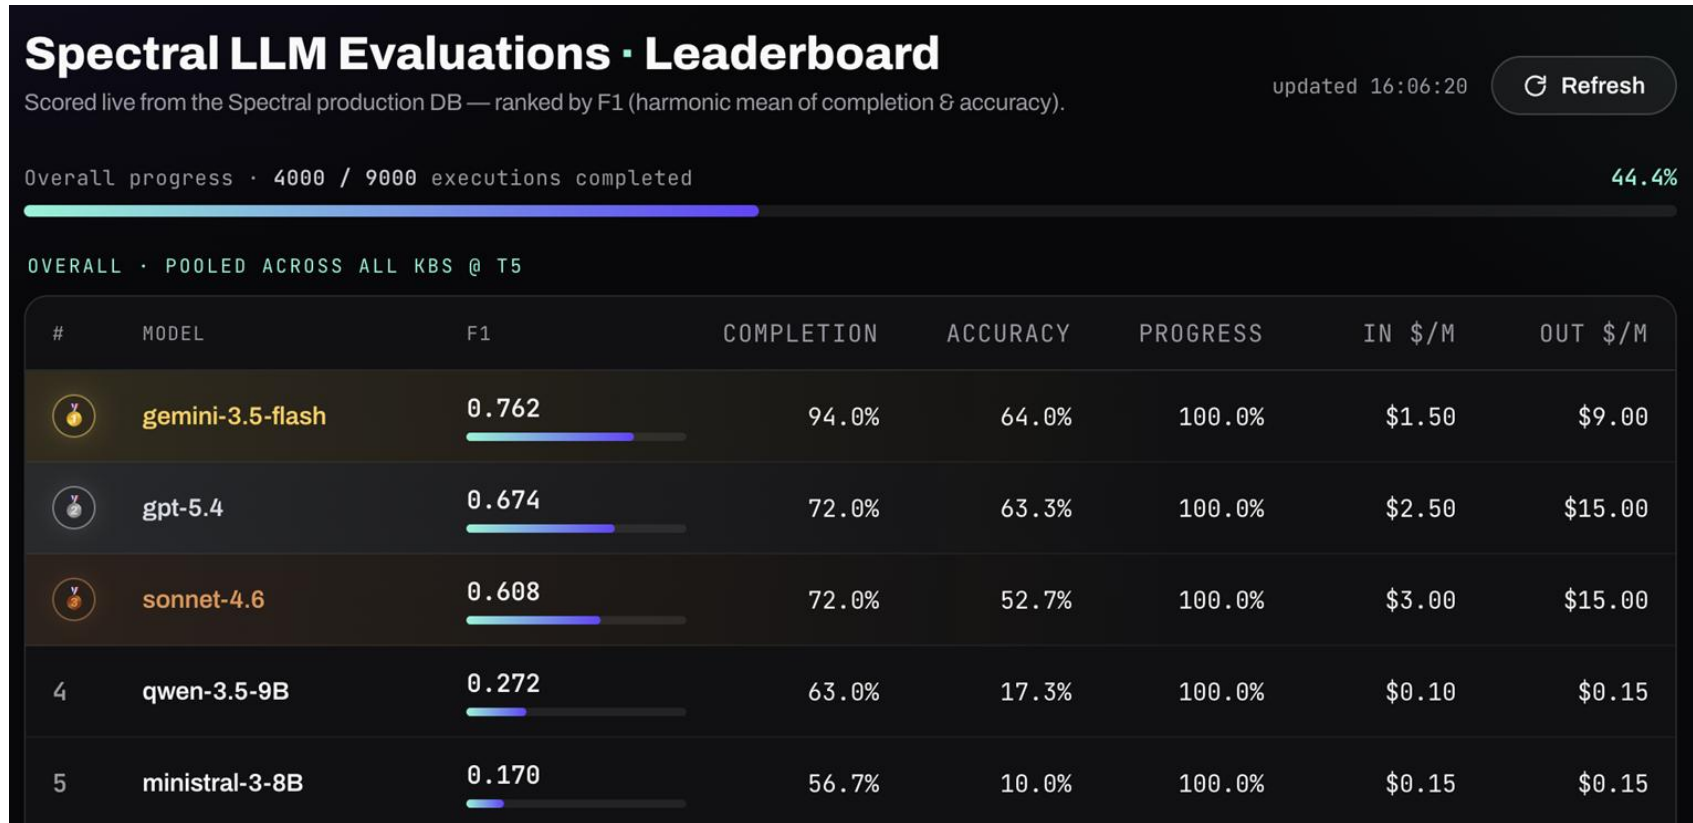 Spectral LLM Evaluations · Leaderboard
Scored live from the Spectral production DB — ranked by F1 (harmonic mean of completion & accuracy).
updated 16:06:20
Refresh
Overall progress · 4000 / 9000 executions completed
44.4%
OVERALL · POOLED ACROSS ALL KBS @ T5
# MODEL F1 COMPLETION ACCURACY PROGRESS IN $/M OUT $/M
1 gemini-3.5-flash 0.762 94.0% 64.0% 100.0% $1.50 $9.00
2 gpt-5.4 0.674 72.0% 63.3% 100.0% $2.50 $15.00
3 sonnet-4.6 0.608 72.0% 52.7% 100.0% $3.00 $15.00
4 qwen-3.5-9B 0.272 63.0% 17.3% 100.0% $0.10 $0.15
5 ministral-3-8B 0.170 56.7% 10.0% 100.0% $0.15 $0.15